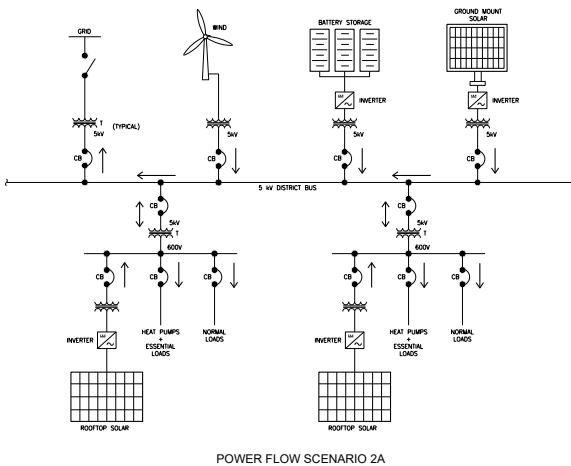 GRID
WIND
BATTERY STORAGE
GROUND MOUNT
SOLAR
INVERTER
INVERTER
T
(TYPICAL)
5kV
5kV
5kV
5kV
CB
CB
CB
CB
5 kV DISTRICT BUS
CB
5kV
T
600V
CB
5kV
T
600V
CB
CB
CB
CB
CB
CB
INVERTER
HEAT PUMPS
+
ESSENTIAL
LOADS
NORMAL
LOADS
INVERTER
HEAT PUMPS
+
ESSENTIAL
LOADS
NORMAL
LOADS
ROOFTOP SOLAR
ROOFTOP SOLAR
POWER FLOW SCENARIO 2A